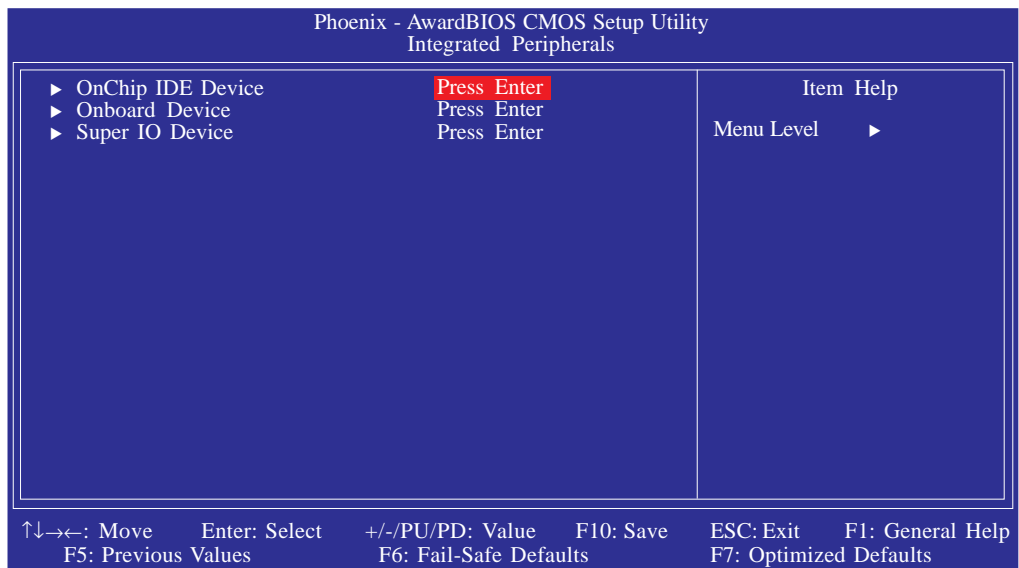 Phoenix - AwardBIOS CMOS Setup Utility
Integrated Peripherals
▶ OnChip IDE Device Press Enter
▶ Onboard Device Press Enter
▶ Super IO Device Press Enter
Item Help
Menu Level ▶
↑↓→←: Move Enter: Select +/-/PU/PD: Value F10: Save ESC: Exit F1: General Help
F5: Previous Values F6: Fail-Safe Defaults F7: Optimized Defaults